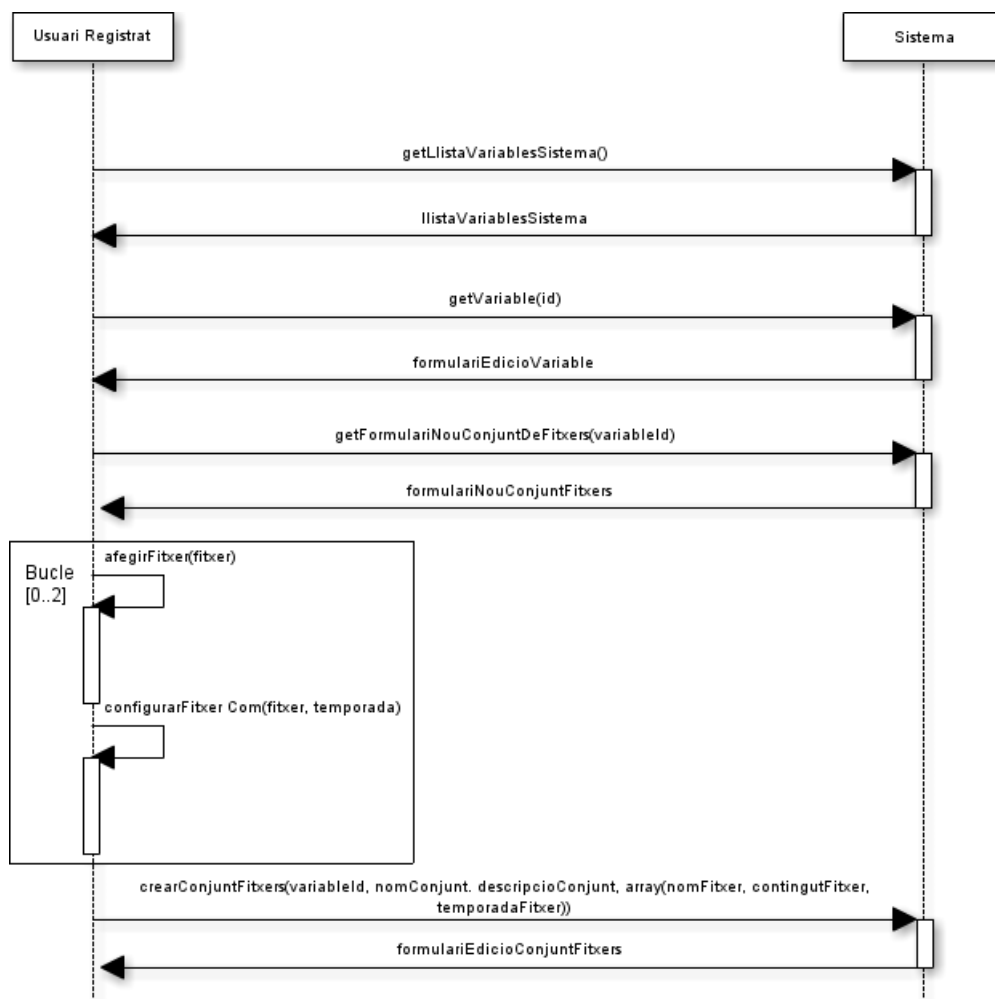 Usuari Registrat
Sistema
getLlistaVariablesSistema()
llistaVariablesSistema
getVariable(id)
formulariEdicioVariable
getFormulariNouConjuntDeFitxers(variableId)
formulariNouConjuntFitxers
Bucle
[0..2]
afegirFitxer(fitxer)
configurarFitxer Com(fitxer, temporada)
crearConjuntFitxers(variableId, nomConjunt. descripcioConjunt, array(nomFitxer, contingutFitxer,
temporadaFitxer))
formulariEdicioConjuntFitxers